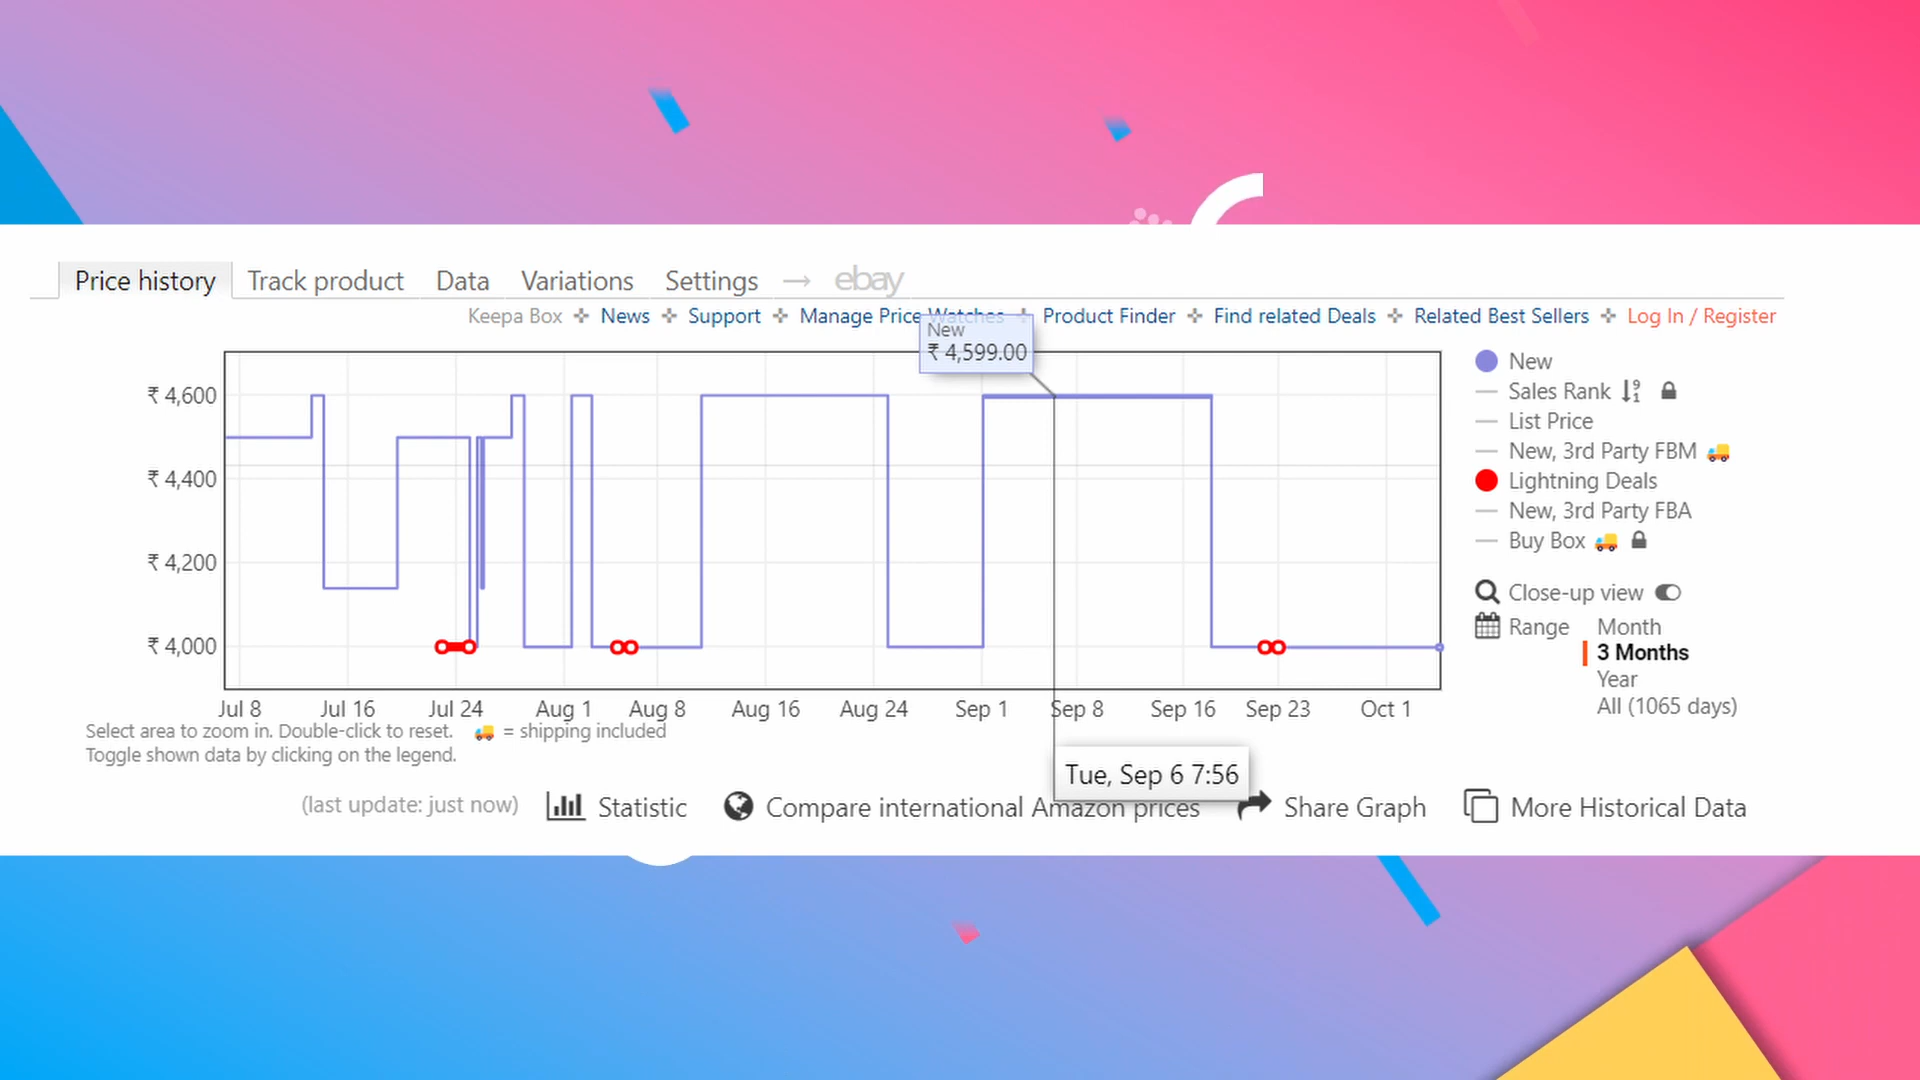 Price history Track product Data Variations Settings → ebay
Keepa Box News Support Manage Price Watches Product Finder Find related Deals Related Best Sellers Log In / Register
New
₹ 4,599.00
₹ 4,600
₹ 4,400
₹ 4,200
₹ 4,000
Jul 8 Jul 16 Jul 24 Aug 1 Aug 8 Aug 16 Aug 24 Sep 1 Sep 8 Sep 16 Sep 23 Oct 1
New
Sales Rank
List Price
New, 3rd Party FBM
Lightning Deals
New, 3rd Party FBA
Buy Box
Close-up view
Range Month
3 Months
Year
All (1065 days)
Select area to zoom in. Double-click to reset. = shipping included
Toggle shown data by clicking on the legend.
Tue, Sep 6 7:56
(last update: just now) Statistic Compare international Amazon prices Share Graph More Historical Data